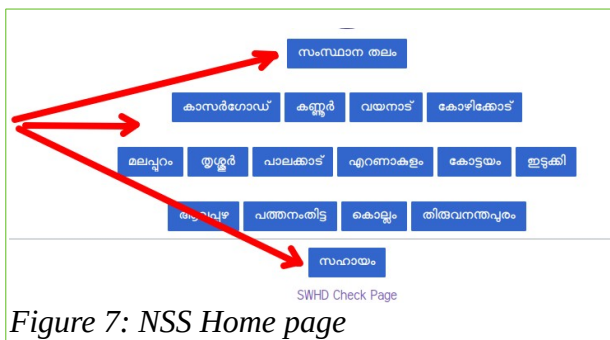 സംസ്ഥാന തലം
കാസർഗോഡ് കണ്ണൂർ വയനാട് കോഴിക്കോട്
മലപ്പുറം തൃശ്ശൂർ പാലക്കാട് എറണാകുളം കോട്ടയം ഇടുക്കി
ആലപ്പുഴ പത്തനംതിട്ട കൊല്ലം തിരുവനന്തപുരം
സഹായം
SWHD Check Page
Figure 7: NSS Home page